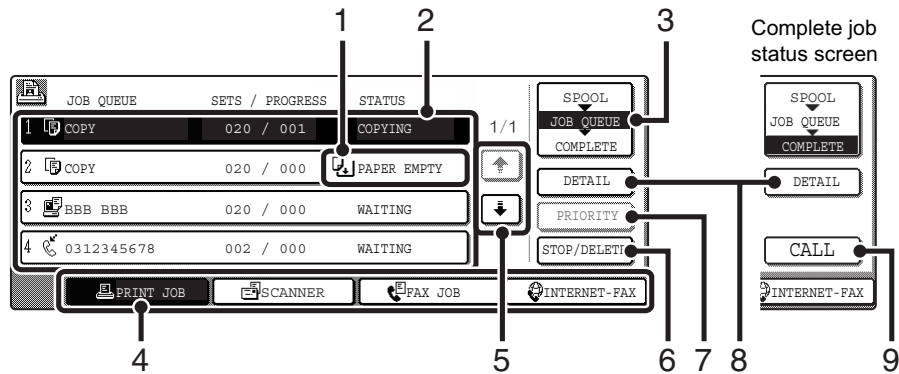 1 2 3
Complete job
status screen
JOB QUEUE SETS / PROGRESS STATUS
1 COPY 020 / 001 COPYING
2 COPY 020 / 000 PAPER EMPTY
3 BBB BBB 020 / 000 WAITING
4 0312345678 002 / 000 WAITING
1/1
SPOOL
JOB QUEUE
COMPLETE
DETAIL
PRIORITY
STOP/DELETE
SPOOL
JOB QUEUE
COMPLETE
DETAIL
CALL
PRINT JOB SCANNER FAX JOB INTERNET-FAX
INTERNET-FAX
4 5 6 7 8 9